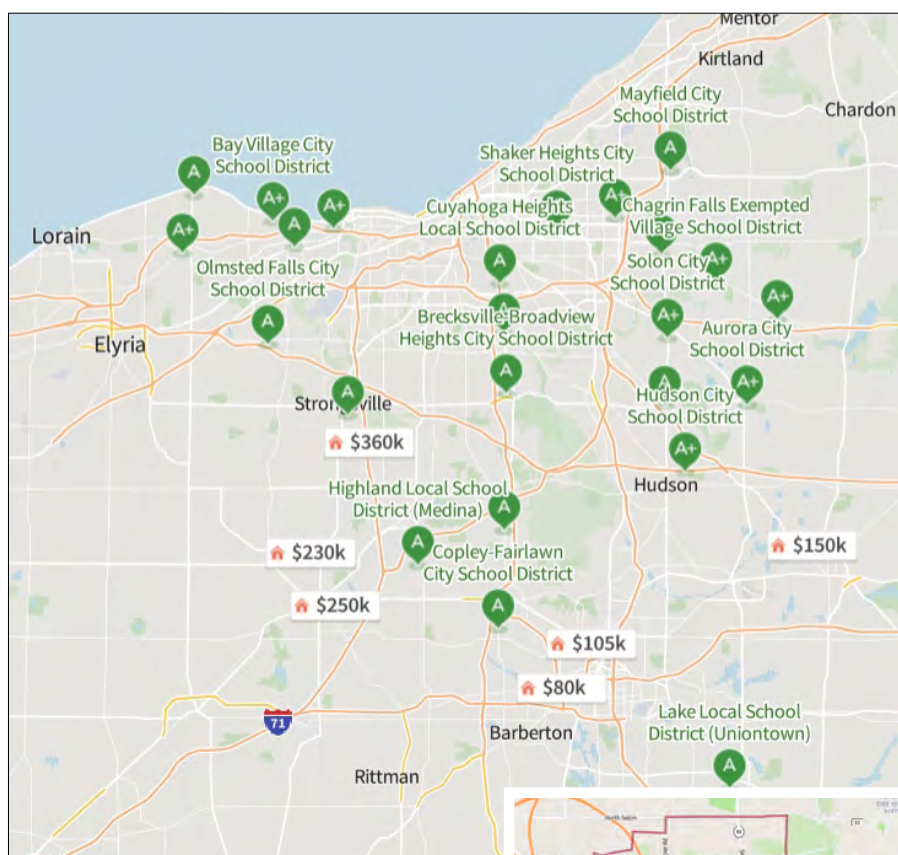 Mentor
Kirtland
Mayfield City
School District
Chardon
Bay Village City
School District
A
Shaker Heights City
School District
A
A+
A+
A+
A+
Chagrin Falls Exempted
Village School District
Cuyahoga Heights
Local School District
Lorain
A+
A
Olmsted Falls City
School District
A
Solon City
School District
A+
A+
Brecksville-Broadview
Heights City School District
A+
Aurora City
School District
Elyria
A
A
Hudson City
School District
A+
Strongsville
A
$360k
A+
Hudson
Highland Local School
District (Medina)
A
A
$230k
Copley-Fairlawn
City School District
$150k
$250k
A
$105k
$80k
Lake Local School
District (Uniontown)
71
Barberton
Rittman
A
North Solon